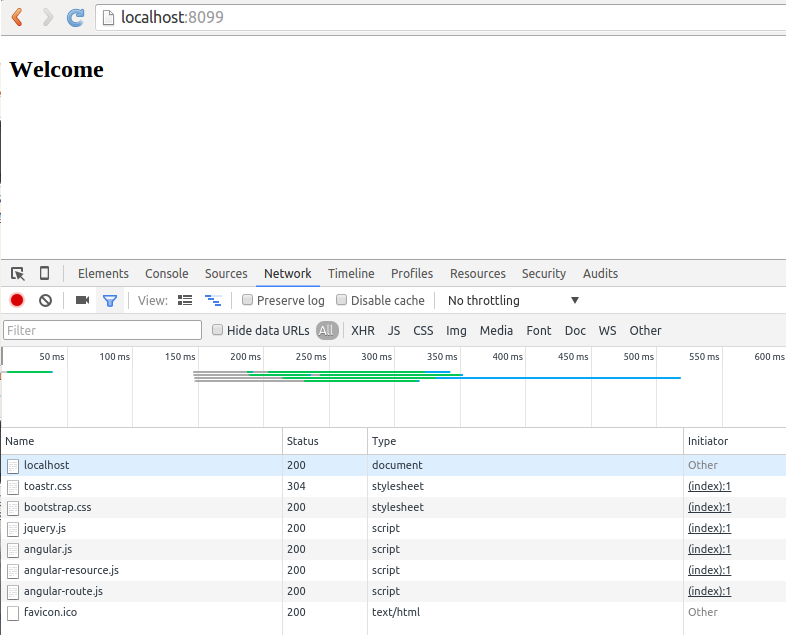 localhost:8099
Welcome
Elements Console Sources Network Timeline Profiles Resources Security Audits
View: Preserve log Disable cache No throttling ▼
Filter Hide data URLs All XHR JS CSS Img Media Font Doc WS Other
50 ms 100 ms 150 ms 200 ms 250 ms 300 ms 350 ms 400 ms 450 ms 500 ms 550 ms 600 ms
Name Status Type Initiator
localhost 200 document Other
toastr.css 304 stylesheet (index):1
bootstrap.css 200 stylesheet (index):1
jquery.js 200 script (index):1
angular.js 200 script (index):1
angular-resource.js 200 script (index):1
angular-route.js 200 script (index):1
favicon.ico 200 text/html Other